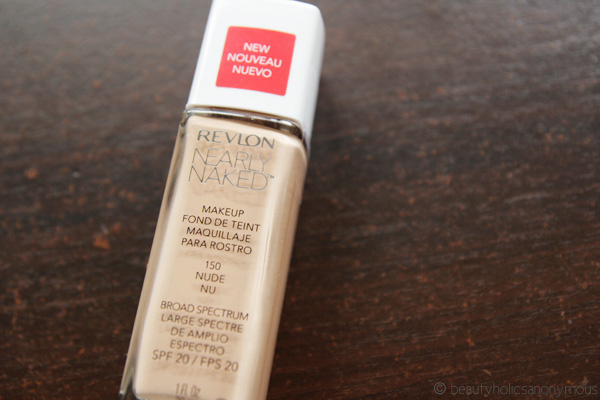 NEW
NOUVEAU
NUEVO
REVLON
NEARLY
NAKED™
MAKEUP
FOND DE TEINT
MAQUILLAJE
PARA ROSTRO
150
NUDE
NU
BROAD SPECTRUM
LARGE SPECTRE
DE AMPLIO
ESPECTRO
SPF 20 / FPS 20
1 fl Oz
© beautyholicsanonymous